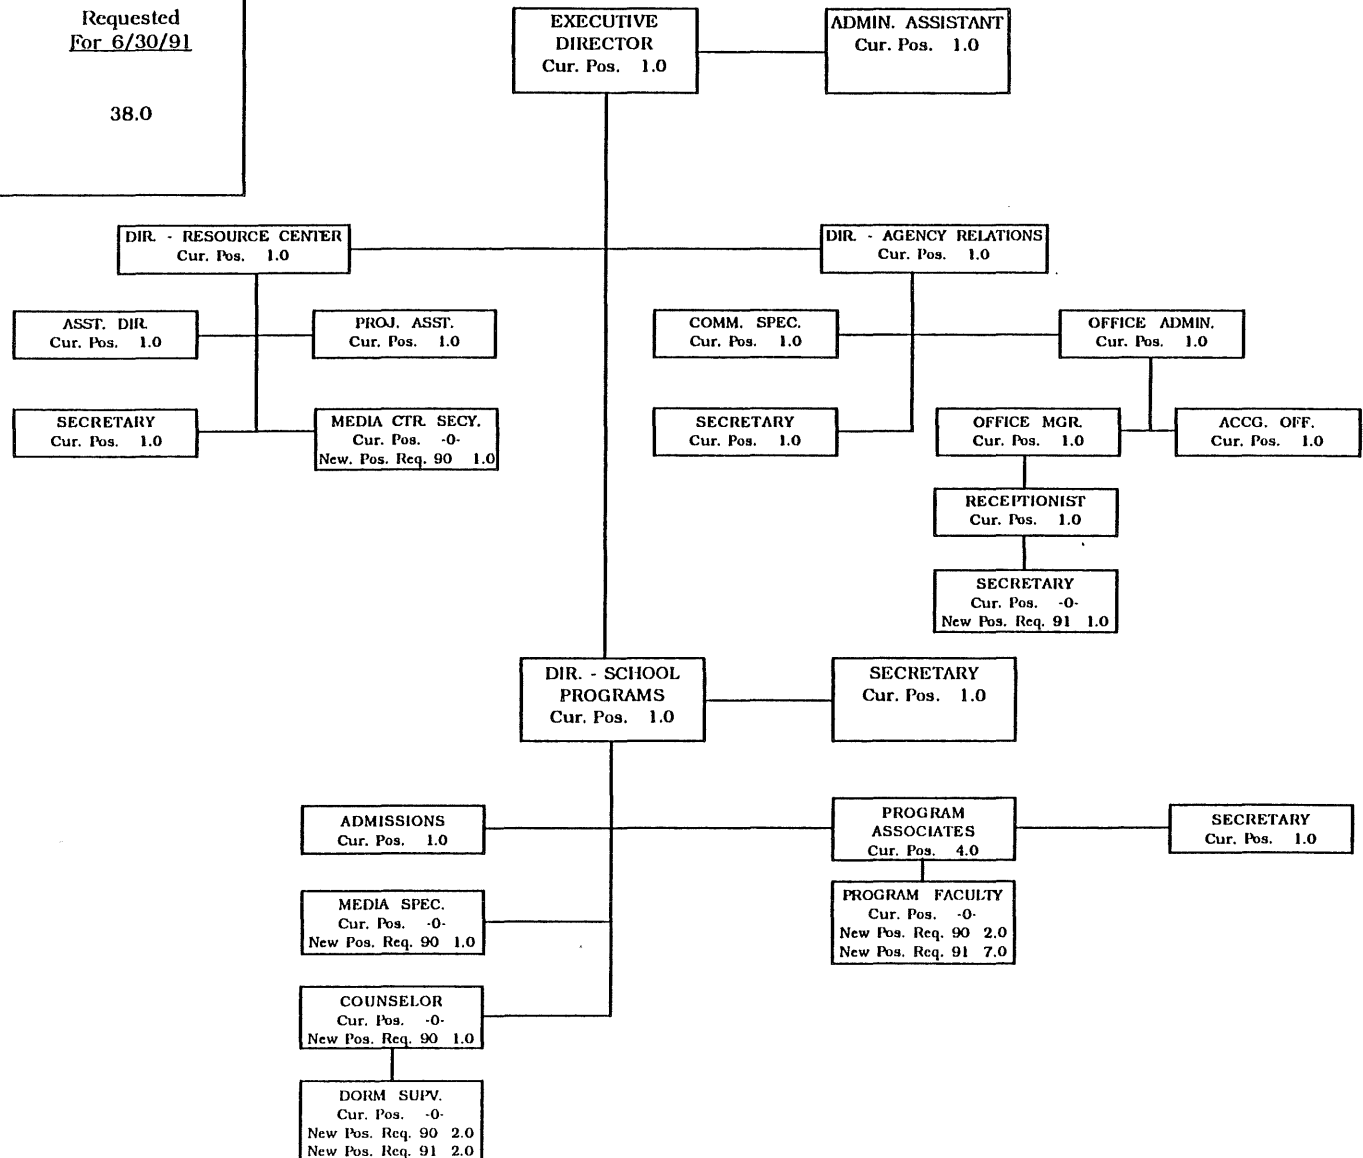 Requested
For 6/30/91
38.0
EXECUTIVE
DIRECTOR
Cur. Pos. 1.0
ADMIN. ASSISTANT
Cur. Pos. 1.0
DIR. - RESOURCE CENTER
Cur. Pos. 1.0
DIR. - AGENCY RELATIONS
Cur. Pos. 1.0
ASST. DIR.
Cur. Pos. 1.0
PROJ. ASST.
Cur. Pos. 1.0
COMM. SPEC.
Cur. Pos. 1.0
OFFICE ADMIN.
Cur. Pos. 1.0
SECRETARY
Cur. Pos. 1.0
MEDIA CTR. SECY.
Cur. Pos. -0-
New. Pos. Req. 90 1.0
SECRETARY
Cur. Pos. 1.0
OFFICE MGR.
Cur. Pos. 1.0
ACCG. OFF.
Cur. Pos. 1.0
RECEPTIONIST
Cur. Pos. 1.0
SECRETARY
Cur. Pos. -0-
New Pos. Req. 91 1.0
DIR. - SCHOOL
PROGRAMS
Cur. Pos. 1.0
SECRETARY
Cur. Pos. 1.0
ADMISSIONS
Cur. Pos. 1.0
PROGRAM
ASSOCIATES
Cur. Pos. 4.0
SECRETARY
Cur. Pos. 1.0
MEDIA SPEC.
Cur. Pos. -0-
New Pos. Req. 90 1.0
PROGRAM FACULTY
Cur. Pos. -0-
New Pos. Req. 90 2.0
New Pos. Req. 91 7.0
COUNSELOR
Cur. Pos. -0-
New Pos. Req. 90 1.0
DORM SUPV.
Cur. Pos. -0-
New Pos. Req. 90 2.0
New Pos. Req. 91 2.0